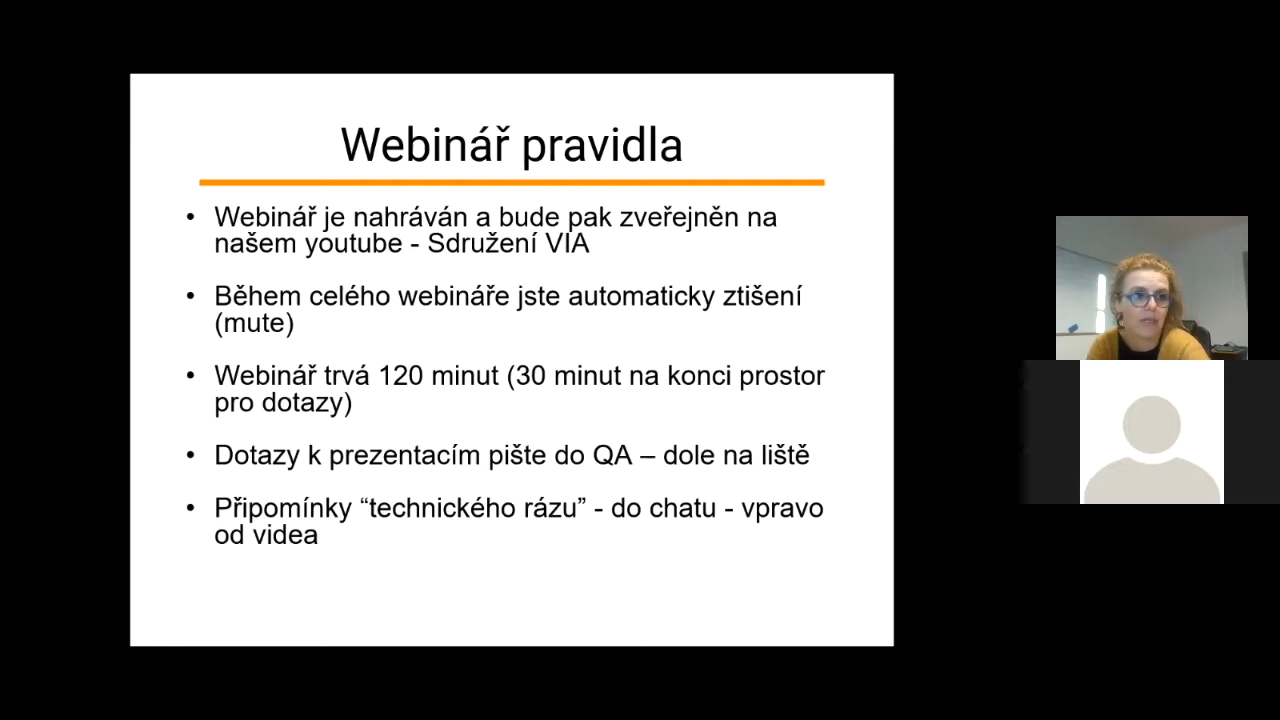 Webinář pravidla
• Webinář je nahráván a bude pak zveřejněn na
našem youtube - Sdružení VIA
• Během celého webináře jste automaticky ztišení
(mute)
• Webinář trvá 120 minut (30 minut na konci prostor
pro dotazy)
• Dotazy k prezentacím pište do QA – dole na liště
• Připomínky “technického rázu” - do chatu - vpravo
od videa